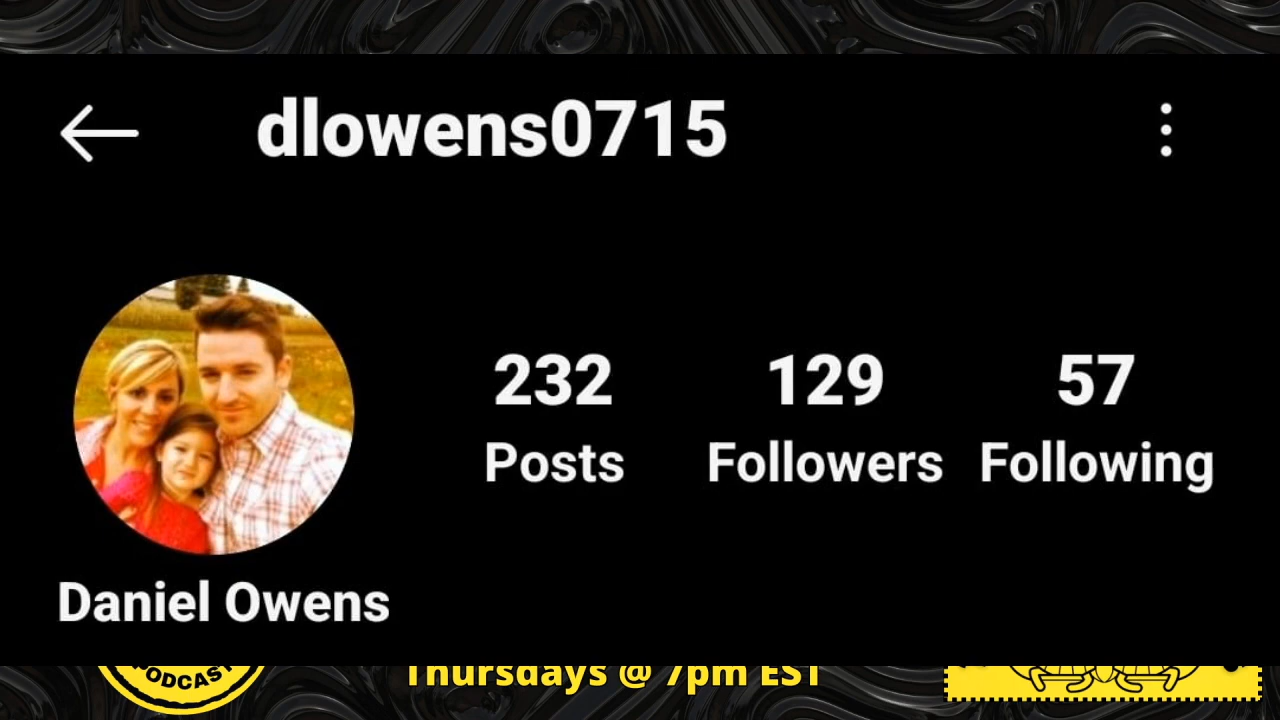 dlowens0715
232 129 57
Posts Followers Following
Daniel Owens
Thursdays @ 7pm EST